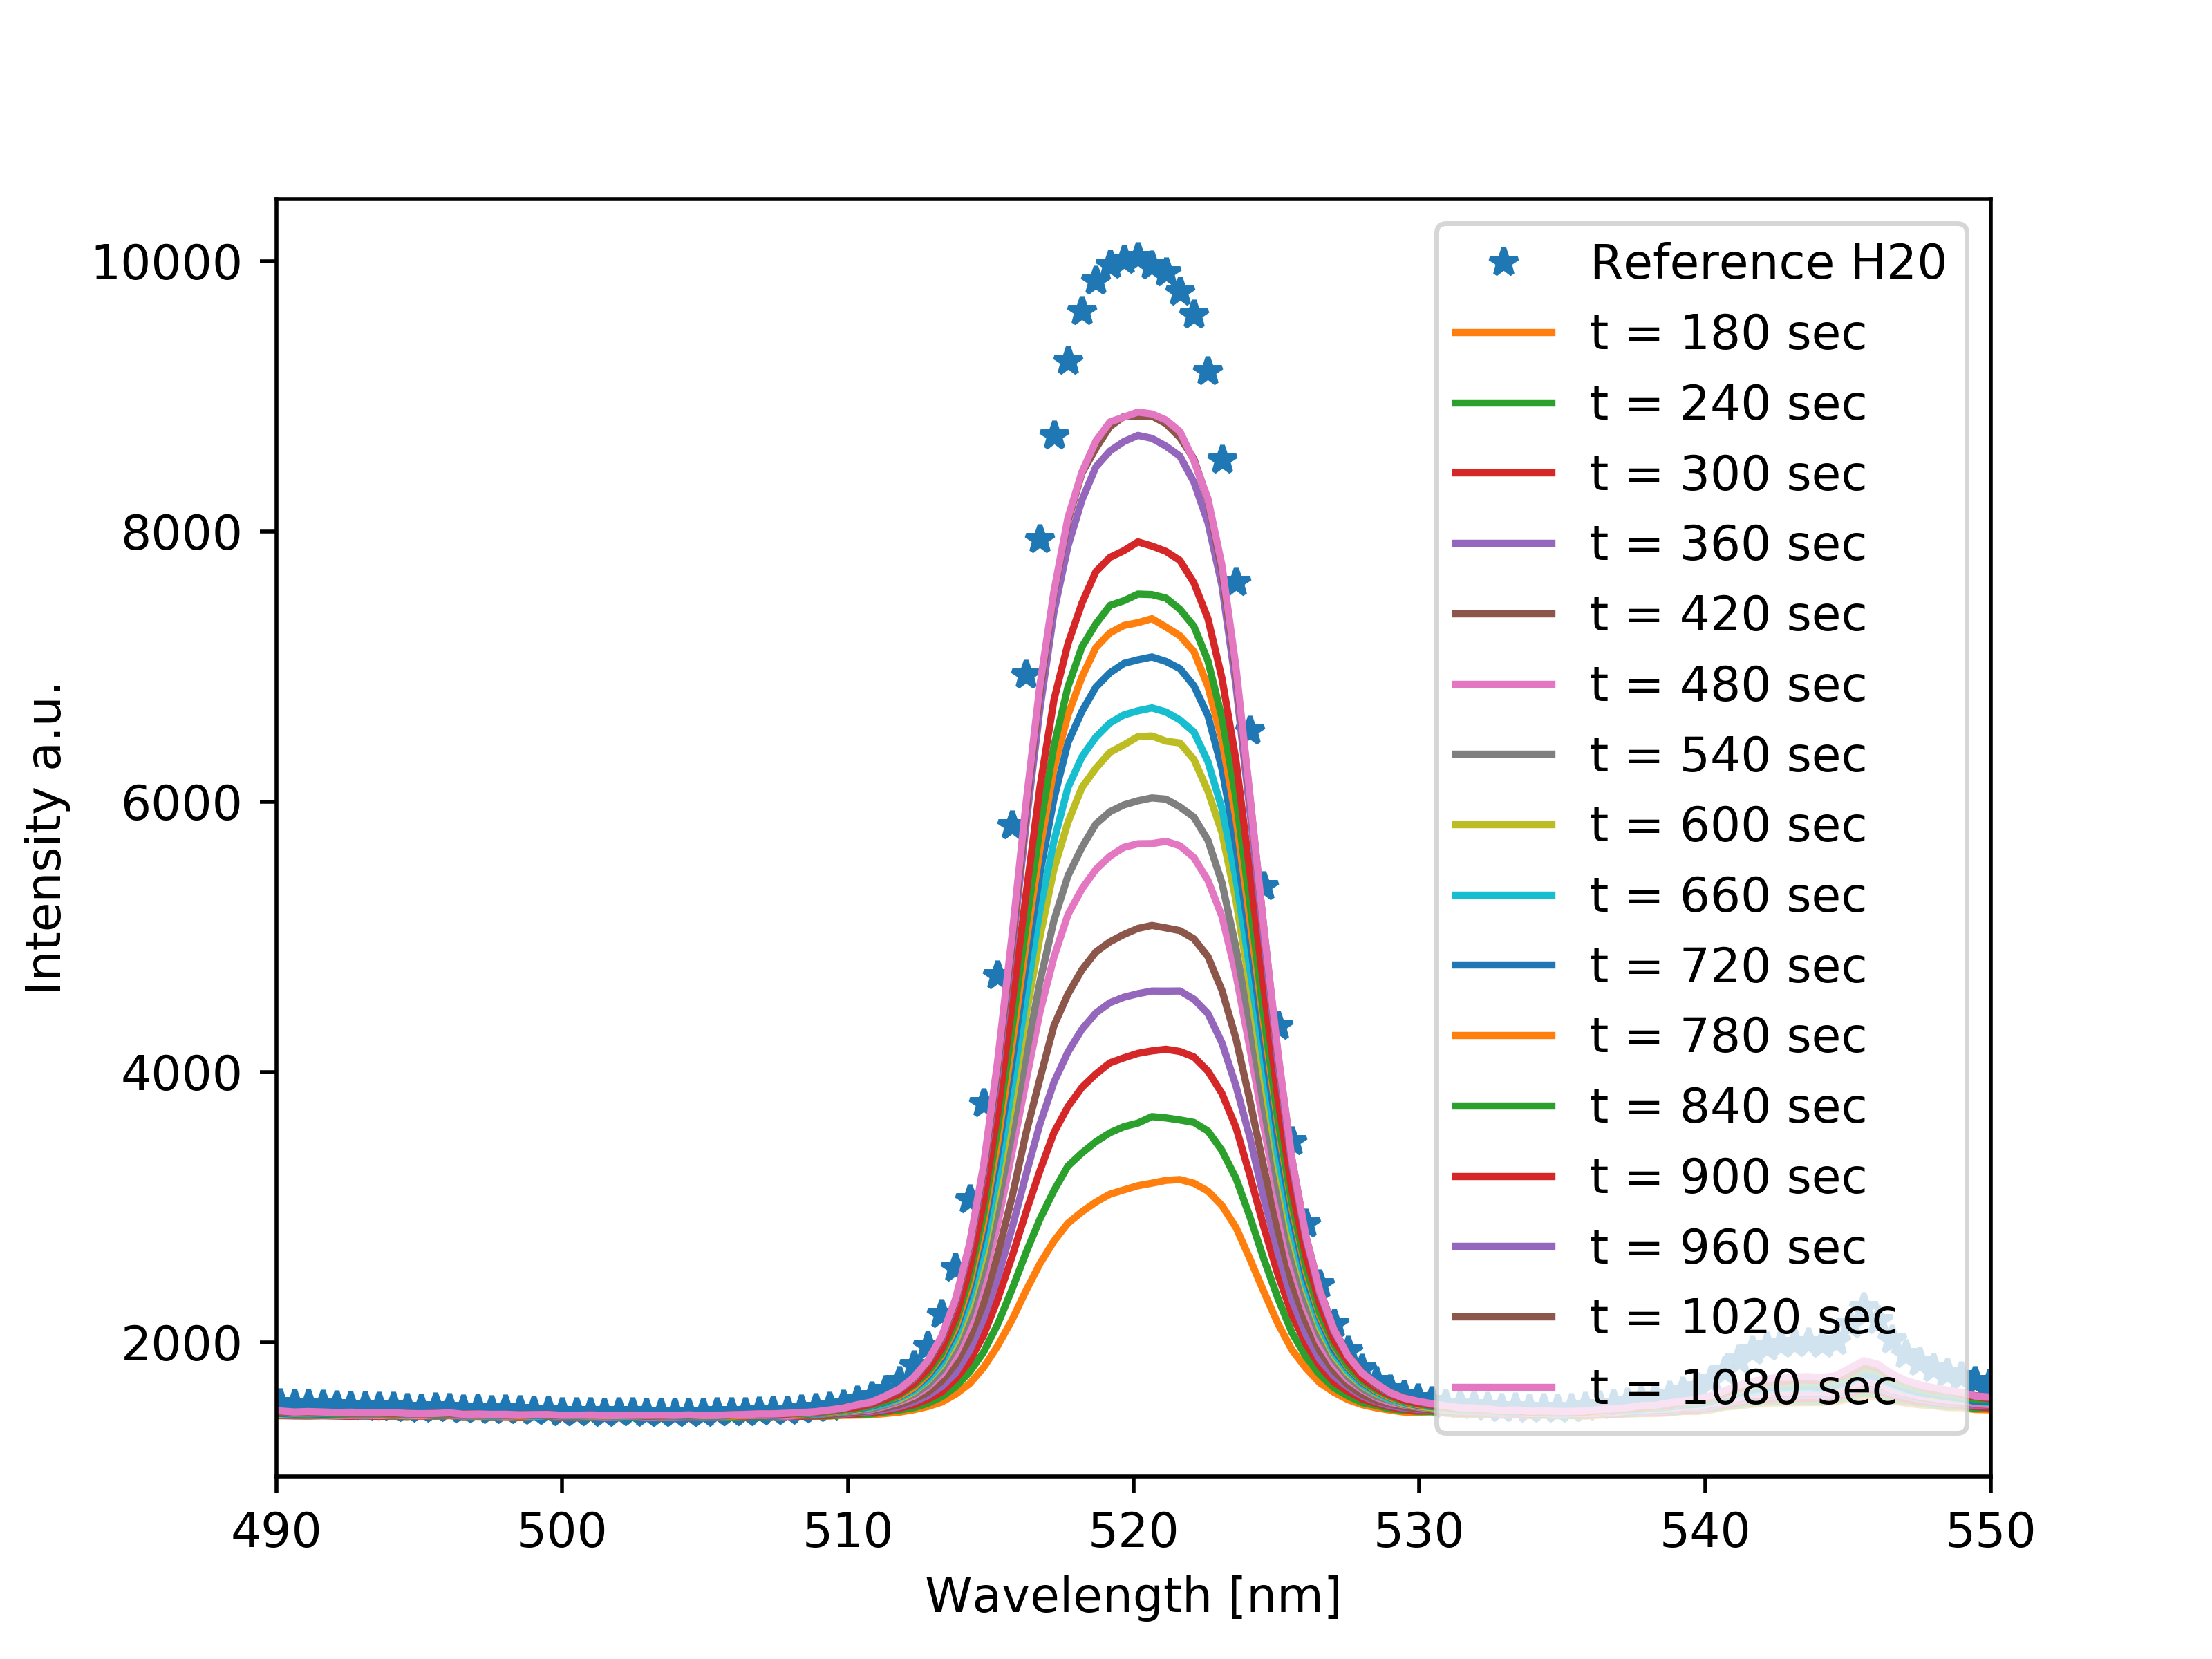 10000
8000
6000
4000
2000
Intensity a.u.
490 500 510 520 530 540 550
Wavelength [nm]
Reference H20
t = 180 sec
t = 240 sec
t = 300 sec
t = 360 sec
t = 420 sec
t = 480 sec
t = 540 sec
t = 600 sec
t = 660 sec
t = 720 sec
t = 780 sec
t = 840 sec
t = 900 sec
t = 960 sec
t = 1020 sec
t = 1080 sec